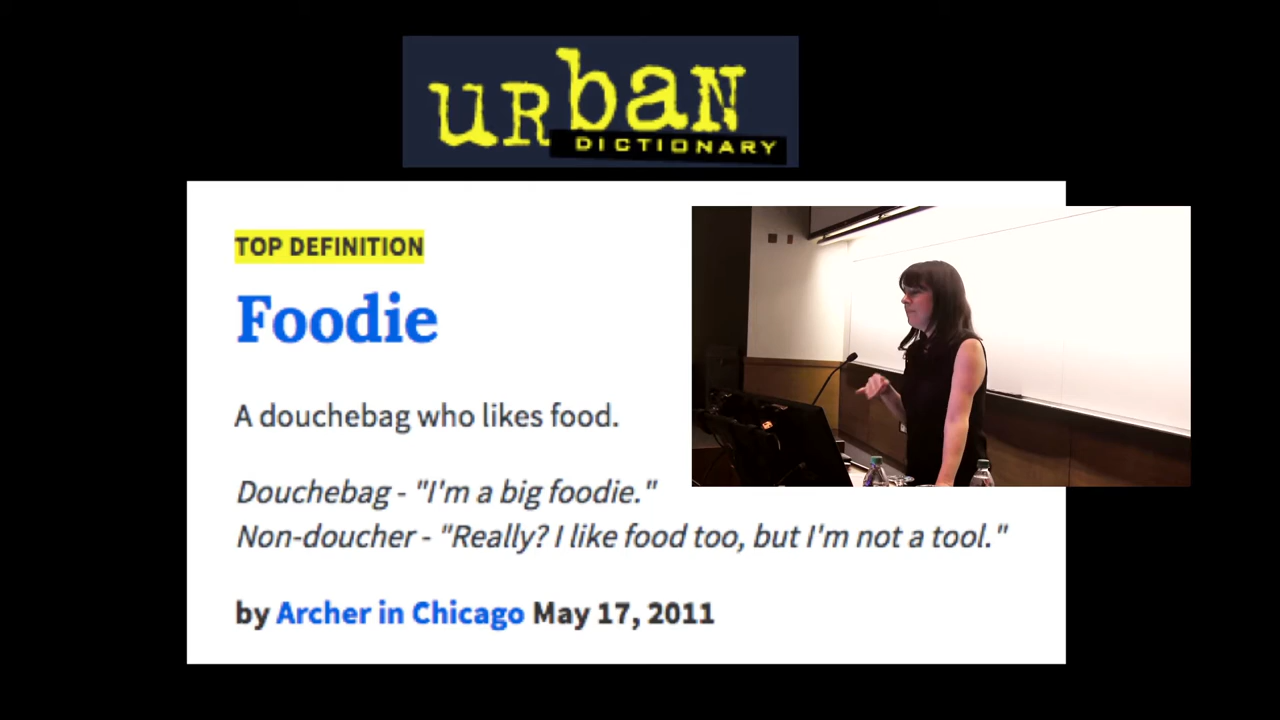 urban
DICTIONARY
TOP DEFINITION
Foodie
A douchebag who likes food.
Douchebag - "I'm a big foodie."
Non-doucher - "Really? I like food too, but I'm not a tool."
by Archer in Chicago May 17, 2011